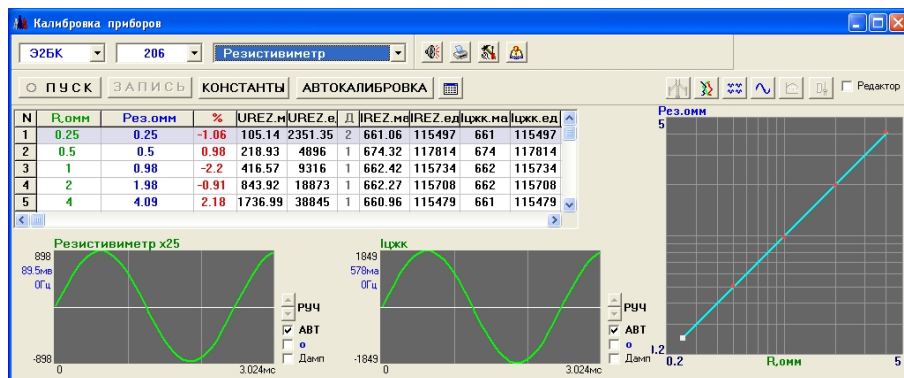 Калибровка приборов
Э2БК 206 Резистивиметр
ПУСК ЗАПИСЬ КОНСТАНТЫ АВТОКАЛИБРОВКА Редактор
N R,омм Рез.омм % UREZ.м UREZ.е Д IREZ.ма IREZ.ед Iцжк.ма Iцжк.ед
1 0.25 0.25 -1.06 105.14 2351.35 2 661.06 115497 661 115497
2 0.5 0.5 0.98 218.93 4896 1 674.32 117814 674 117814
3 1 0.98 -2.2 416.57 9316 1 662.42 115734 662 115734
4 2 1.98 -0.91 843.92 18873 1 662.27 115708 662 115708
5 4 4.09 2.18 1736.99 38845 1 660.96 115479 661 115479
Резистивиметр x25
898
89.5мв
0Гц
-898
0 3.024мс
РУЧ
АВТ
о
Дамп
Iцжк
1849
578ма
0Гц
-1849
0 3.024мс
РУЧ
АВТ
о
Дамп
Рез.омм
5
0.2 R,омм 5